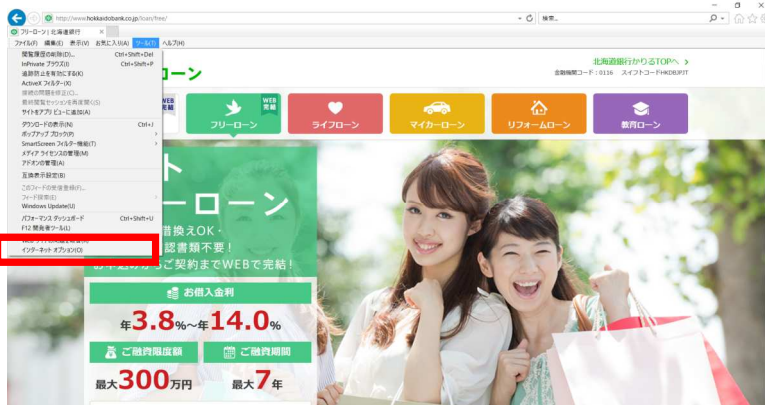 http://www.hokkaidobank.co.jp/loan/free/
検索...
フリーローン | 北海道銀行
ファイル(F) 編集(E) 表示(V) お気に入り(A) ツール(T) ヘルプ(H)
閲覧履歴の削除(D)... Ctrl+Shift+Del
InPrivate ブラウズ(I) Ctrl+Shift+P
追跡防止を有効にする(K)
ActiveX フィルター(X)
接続の問題を修正(C)...
最終閲覧セッションを再度開く(S)
サイトをアプリ ビューに追加(A)
ダウンロードの表示(N) Ctrl+J
ポップアップ ブロック(P)
SmartScreen フィルター機能(T)
メディア ライセンスの管理(M)
アドオンの管理(A)
互換表示設定(B)
このフィードの受信登録(F)...
フィード探索(E)
Windows Update(U)
パフォーマンス ダッシュボード Ctrl+Shift+U
F12 開発者ツール(L)
インターネット オプション(O)
ローン
北海道銀行かりるTOPへ
金融機関コード:0116 スイフトコード:HKDBJPJT
WEB完結
フリーローン
WEB完結
ライフローン
マイカーローン
リフォームローン
教育ローン
ト
ーローン
借換えOK・
認書類不要!
お申込みからご契約までWEBで完結!
お借入金利
年3.8%~年14.0%
ご融資限度額
ご融資期間
最大300万円
最大7年